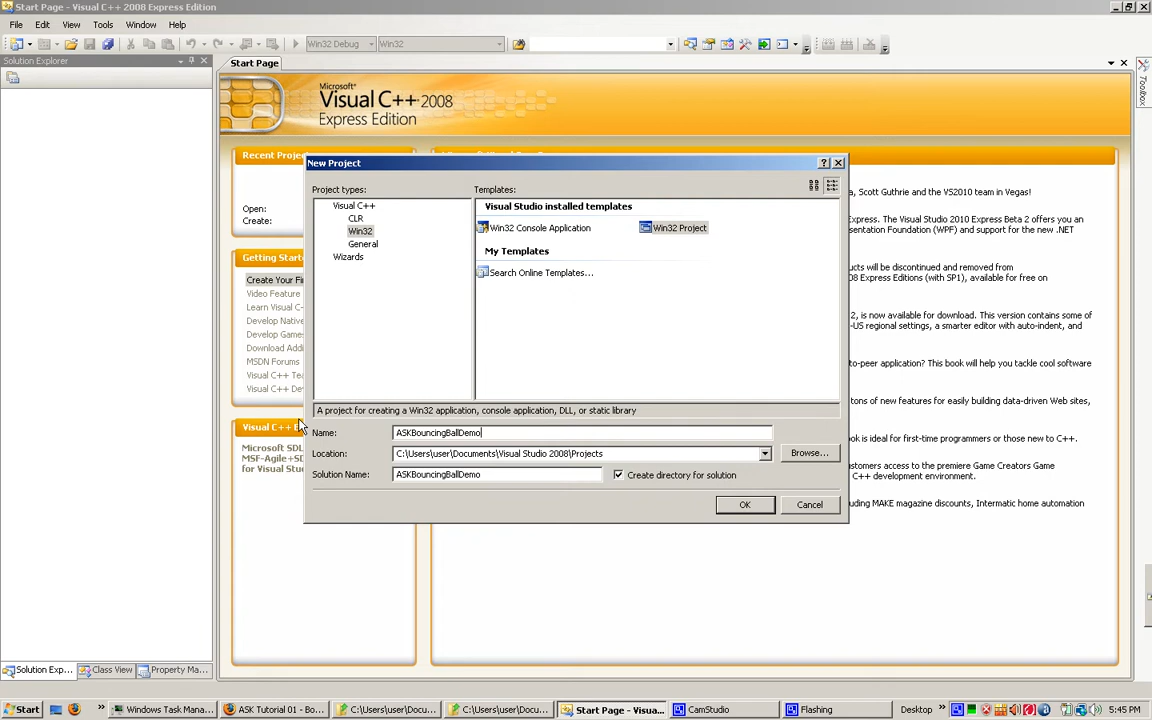 Start Page - Visual C++ 2008 Express Edition
File Edit View Tools Window Help
Win32 Debug Win32
Solution Explorer
Start Page
Toolbox
Microsoft
Visual C++ 2008
Express Edition
Recent Proje
Open:
Create:
Getting Starte
Create Your Fir
Video Feature
Learn Visual C
Develop Native
Develop Games
Download Add
MSDN Forums
Visual C++ Tea
Visual C++ Dev
Visual C++ E
Microsoft SDL
MSF-Agile+SD
for Visual Stud
, Scott Guthrie and the VS2010 team in Vegas!
Express. The Visual Studio 2010 Express Beta 2 offers you an
sentation Foundation (WPF) and support for the new .NET
ucts will be discontinued and removed from
08 Express Editions (with SP1), available for free on
2, is now available for download. This version contains some of
-US regional settings, a smarter editor with auto-indent, and
to-peer application? This book will help you tackle cool software
tons of new features for easily building data-driven Web sites,
ok is ideal for first-time programmers or those new to C++.
ustomers access to the premiere Game Creators Game
C++ development environment.
uding MAKE magazine discounts, Intermatic home automation
New Project
Project types:
Templates:
Visual C++
CLR
Win32
General
Wizards
Visual Studio installed templates
Win32 Console Application
Win32 Project
My Templates
Search Online Templates...
A project for creating a Win32 application, console application, DLL, or static library
Name: ASKBouncingBallDemo
Location: C:\Users\user\Documents\Visual Studio 2008\Projects Browse...
Solution Name: ASKBouncingBallDemo Create directory for solution
OK Cancel
Solution Exp... Class View Property Ma...
Start » Windows Task Mana... ASK Tutorial 01 - Bo... C:\Users\user\Docu... C:\Users\user\Docu... Start Page - Visua... CamStudio Flashing Desktop » 5:45 PM